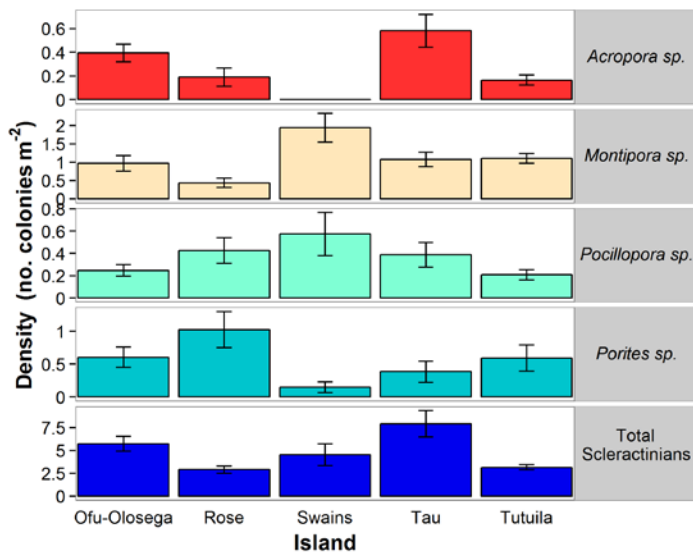 Density (no. colonies m-2)
0.6
0.4
0.2
0
Acropora sp.
2
1.5
1
0.5
0
Montipora sp.
0.8
0.6
0.4
0.2
0
Pocillopora sp.
1
0.5
0
Porites sp.
7.5
5
2.5
0
Total
Scleractinians
Ofu-Olosega Rose Swains Tau Tutuila
Island